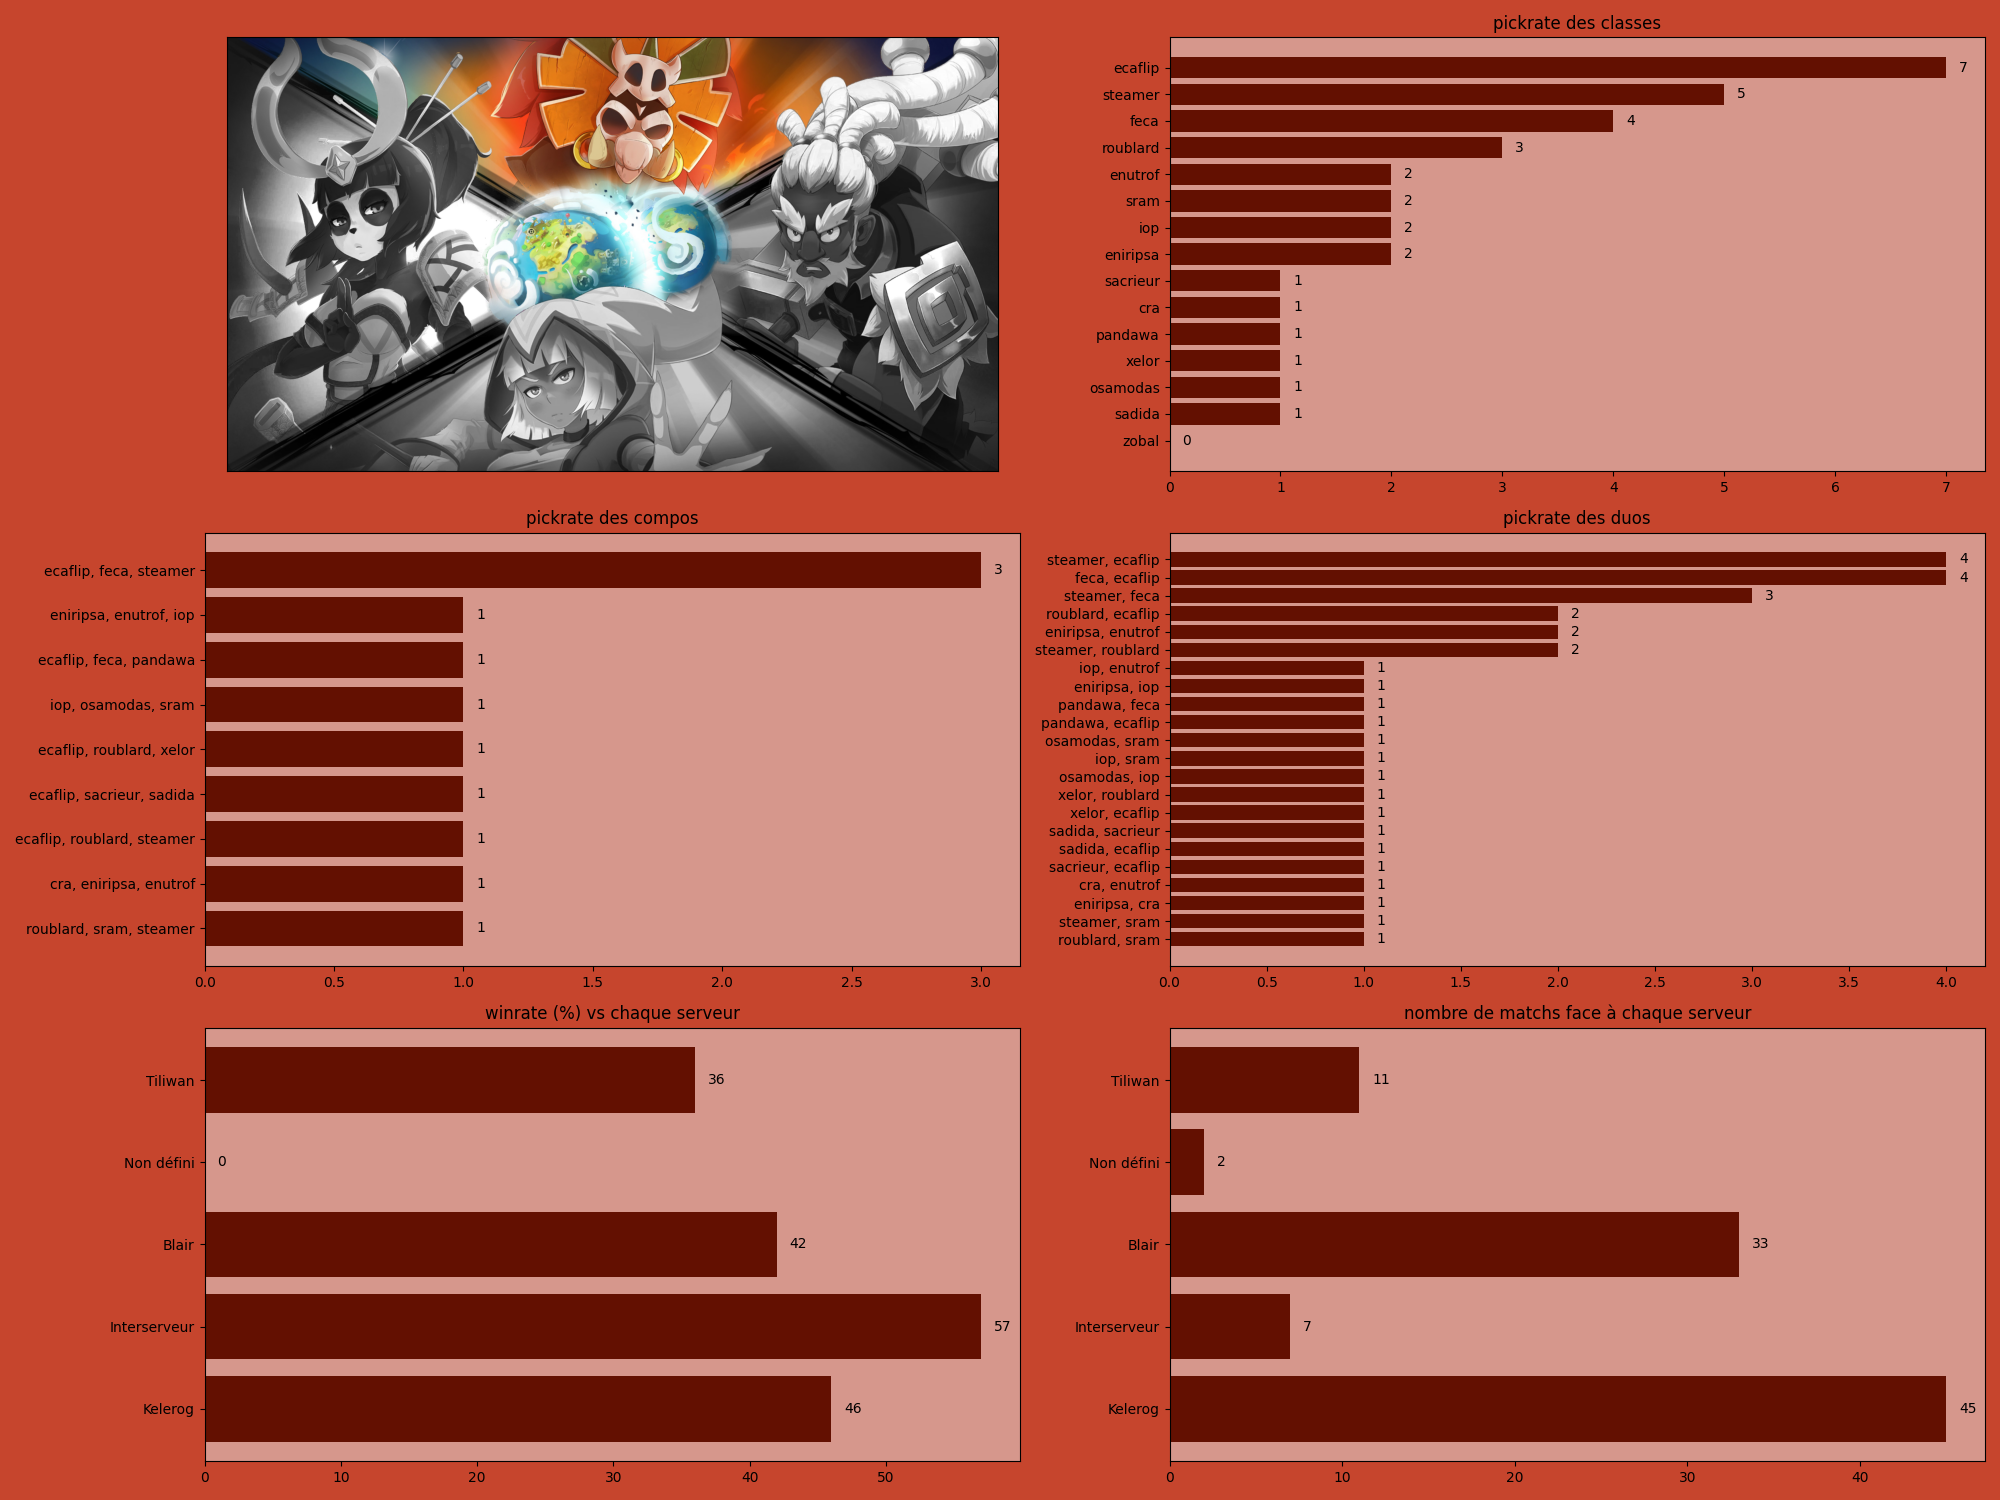 pickrate des classes
ecaflip 7
steamer 5
feca 4
roublard 3
enutrof 2
sram 2
iop 2
eniripsa 2
sacrieur 1
cra 1
pandawa 1
xelor 1
osamodas 1
sadida 1
zobal 0
0 1 2 3 4 5 6 7
pickrate des compos
ecaflip, feca, steamer 3
eniripsa, enutrof, iop 1
ecaflip, feca, pandawa 1
iop, osamodas, sram 1
ecaflip, roublard, xelor 1
ecaflip, sacrieur, sadida 1
ecaflip, roublard, steamer 1
cra, eniripsa, enutrof 1
roublard, sram, steamer 1
0.0 0.5 1.0 1.5 2.0 2.5 3.0
pickrate des duos
steamer, ecaflip 4
feca, ecaflip 4
steamer, feca 3
roublard, ecaflip 2
eniripsa, enutrof 2
steamer, roublard 2
iop, enutrof 1
eniripsa, iop 1
pandawa, feca 1
pandawa, ecaflip 1
osamodas, sram 1
iop, sram 1
osamodas, iop 1
xelor, roublard 1
xelor, ecaflip 1
sadida, sacrieur 1
sadida, ecaflip 1
sacrieur, ecaflip 1
cra, enutrof 1
eniripsa, cra 1
steamer, sram 1
roublard, sram 1
0.0 0.5 1.0 1.5 2.0 2.5 3.0 3.5 4.0
winrate (%) vs chaque serveur
Tiliwan 36
Non défini 0
Blair 42
Interserveur 57
Kelerog 46
0 10 20 30 40 50
nombre de matchs face à chaque serveur
Tiliwan 11
Non défini 2
Blair 33
Interserveur 7
Kelerog 45
0 10 20 30 40